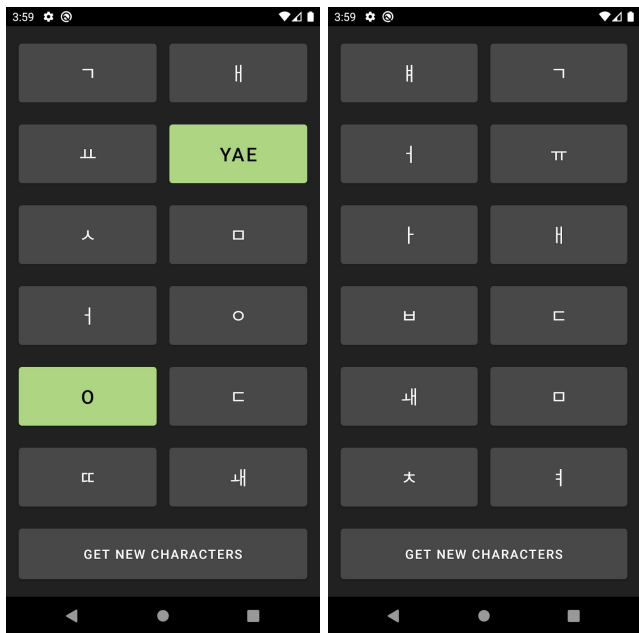 3:59
ㄱ ㅐ
ㅛ YAE
ㅅ ㅁ
ㅓ ㅇ
O ㄷ
ㄸ ㅙ
GET NEW CHARACTERS
3:59
ㅒ ㄱ
ㅓ ㅠ
ㅏ ㅐ
ㅂ ㄷ
ㅙ ㅁ
ㅊ ㅕ
GET NEW CHARACTERS